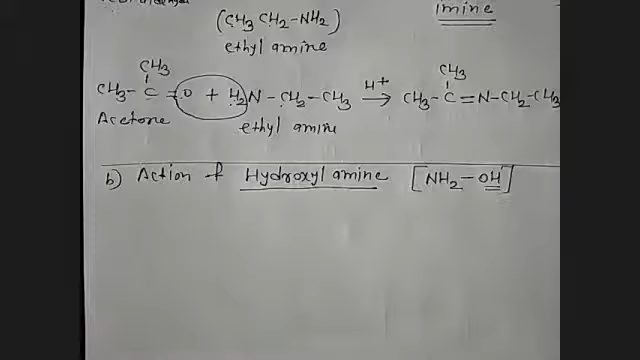 (CH3 CH2-NH2)
ethyl amine
imine
CH3 CH3
CH3- C =O + H2N - CH2 - CH3 H+ → CH3 - C = N - CH2 - CH3
Acetone ethyl amine
b) Action of Hydroxyl amine [NH2 - OH]